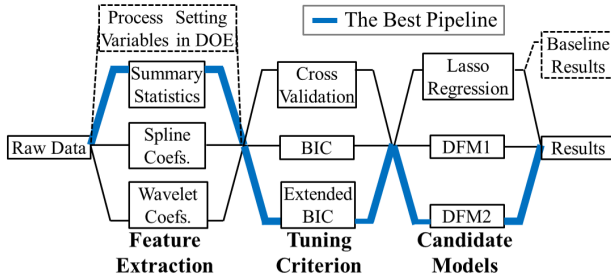 Process Setting
Variables in DOE
The Best Pipeline
Summary
Statistics
Cross
Validation
Lasso
Regression
Baseline
Results
Raw Data
Spline
Coefs.
BIC
DFM1
Results
Wavelet
Coefs.
Extended
BIC
DFM2
Feature
Extraction
Tuning
Criterion
Candidate
Models